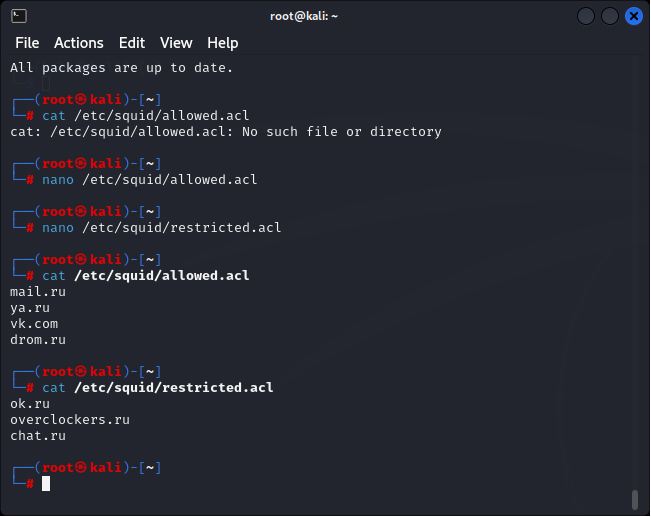 root@kali: ~
File Actions Edit View Help
All packages are up to date.
┌──(root㉿kali)-[~]
└─# cat /etc/squid/allowed.acl
cat: /etc/squid/allowed.acl: No such file or directory
┌──(root㉿kali)-[~]
└─# nano /etc/squid/allowed.acl
┌──(root㉿kali)-[~]
└─# nano /etc/squid/restricted.acl
┌──(root㉿kali)-[~]
└─# cat /etc/squid/allowed.acl
mail.ru
ya.ru
vk.com
drom.ru
┌──(root㉿kali)-[~]
└─# cat /etc/squid/restricted.acl
ok.ru
overclockers.ru
chat.ru
┌──(root㉿kali)-[~]
└─#